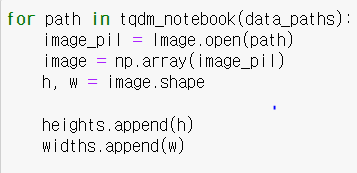 for path in tqdm_notebook(data_paths):
    image_pil = Image.open(path)
    image = np.array(image_pil)
    h, w = image.shape

    heights.append(h)
    widths.append(w)